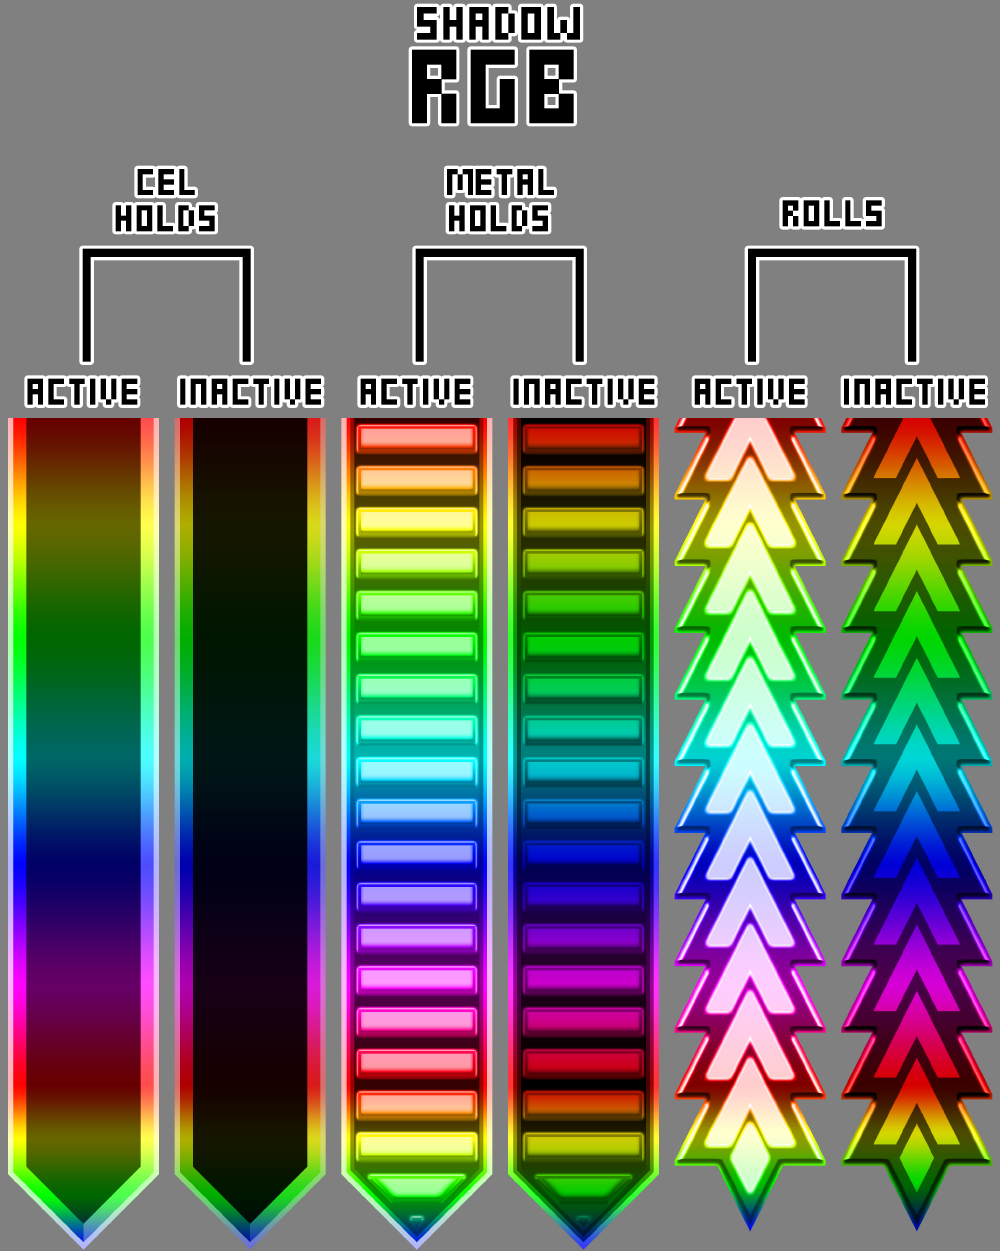 SHADOW
RGB
CEL
HOLDS
METAL
HOLDS
ROLLS
ACTIVE
INACTIVE
ACTIVE
INACTIVE
ACTIVE
INACTIVE